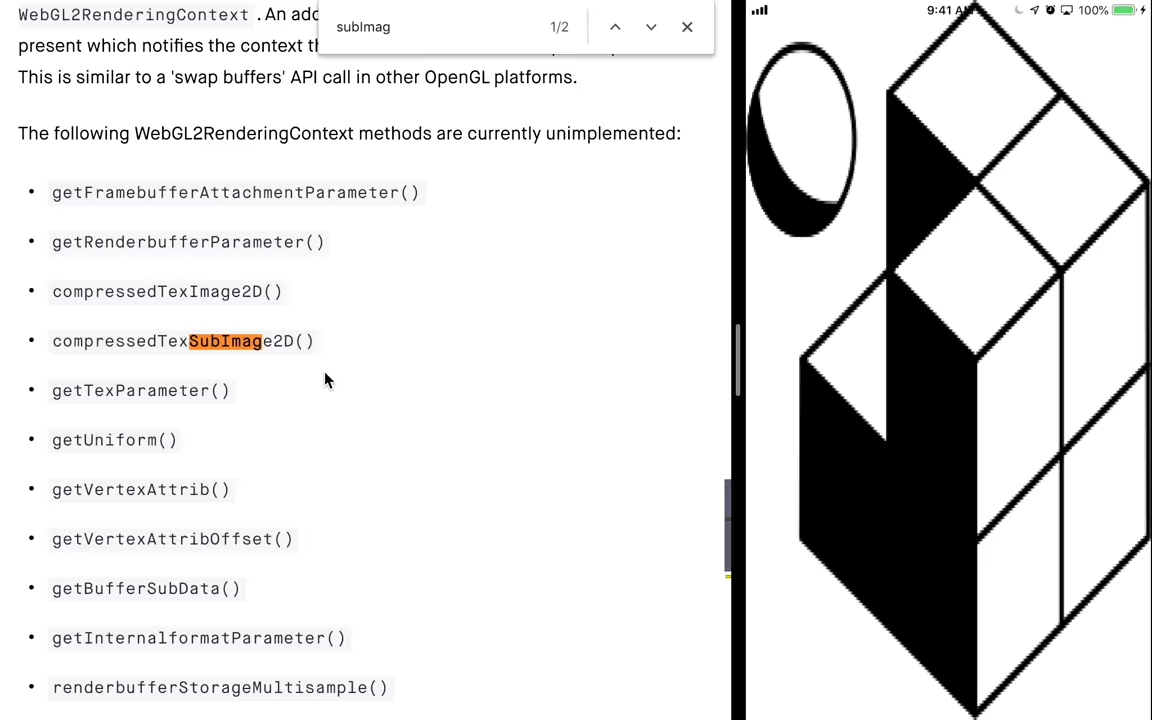 WebGL2RenderingContext . An add
subImag 1/2
present which notifies the context th
This is similar to a 'swap buffers' API call in other OpenGL platforms.
The following WebGL2RenderingContext methods are currently unimplemented:
• getFramebufferAttachmentParameter()
• getRenderbufferParameter()
• compressedTexImage2D()
• compressedTexSubImage2D()
• getTexParameter()
• getUniform()
• getVertexAttrib()
• getVertexAttribOffset()
• getBufferSubData()
• getInternalformatParameter()
• renderbufferStorageMultisample()
9:41 AM 100%